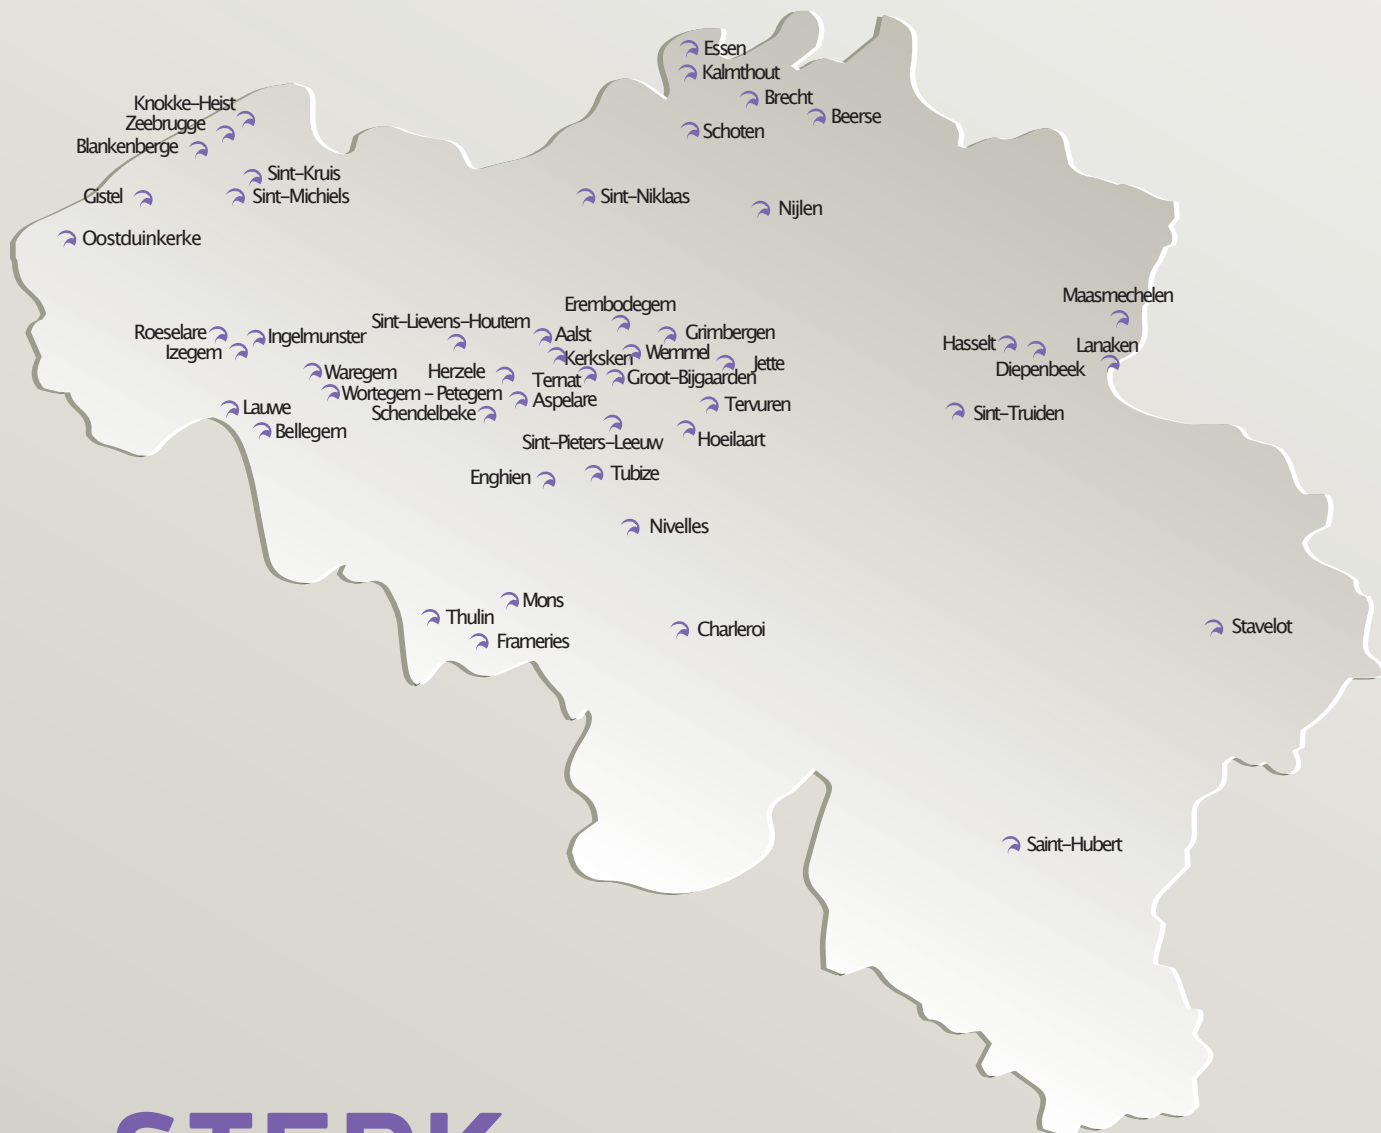 Essen
Kalmthout
Brecht
Knokke-Heist
Beerse
Zeebrugge
Schoten
Blankenberge
Sint-Kruis
Gistel
Sint-Michiels
Sint-Niklaas
Nijlen
Oostduinkerke
Maasmechelen
Erembodegem
Sint-Lievens-Houtem
Roeselare
Ingelmunster
Aalst
Grimbergen
Hasselt
Lanaken
Izegem
Kerksken
Wemmel
Jette
Diepenbeek
Waregem
Herzele
Ternat
Groot-Bijgaarden
Wortegem - Petegem
Aspelare
Tervuren
Lauwe
Schendelbeke
Sint-Truiden
Bellegem
Sint-Pieters-Leeuw
Hoeilaart
Enghien
Tubize
Nivelles
Mons
Thulin
Charleroi
Stavelot
Frameries
Saint-Hubert
STERK